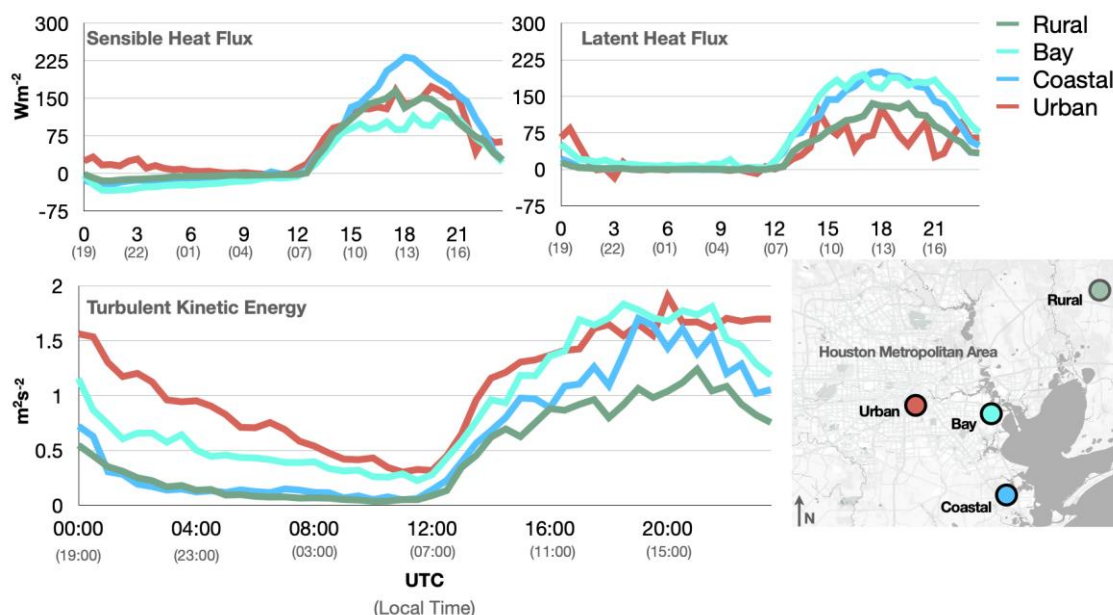 Sensible Heat Flux
Latent Heat Flux
Rural
Bay
Coastal
Urban
Wm-2
300
225
150
75
0
-75
0 3 6 9 12 15 18 21
(19) (22) (01) (04) (07) (10) (13) (16)
300
225
150
75
0
-75
0 3 6 9 12 15 18 21
(19) (22) (01) (04) (07) (10) (13) (16)
Turbulent Kinetic Energy
m²s-2
2
1.5
1
0.5
0
00:00 04:00 08:00 12:00 16:00 20:00
(19:00) (23:00) (03:00) (07:00) (11:00) (15:00)
UTC
(Local Time)
Rural
Houston Metropolitan Area
Urban
Bay
Coastal
N